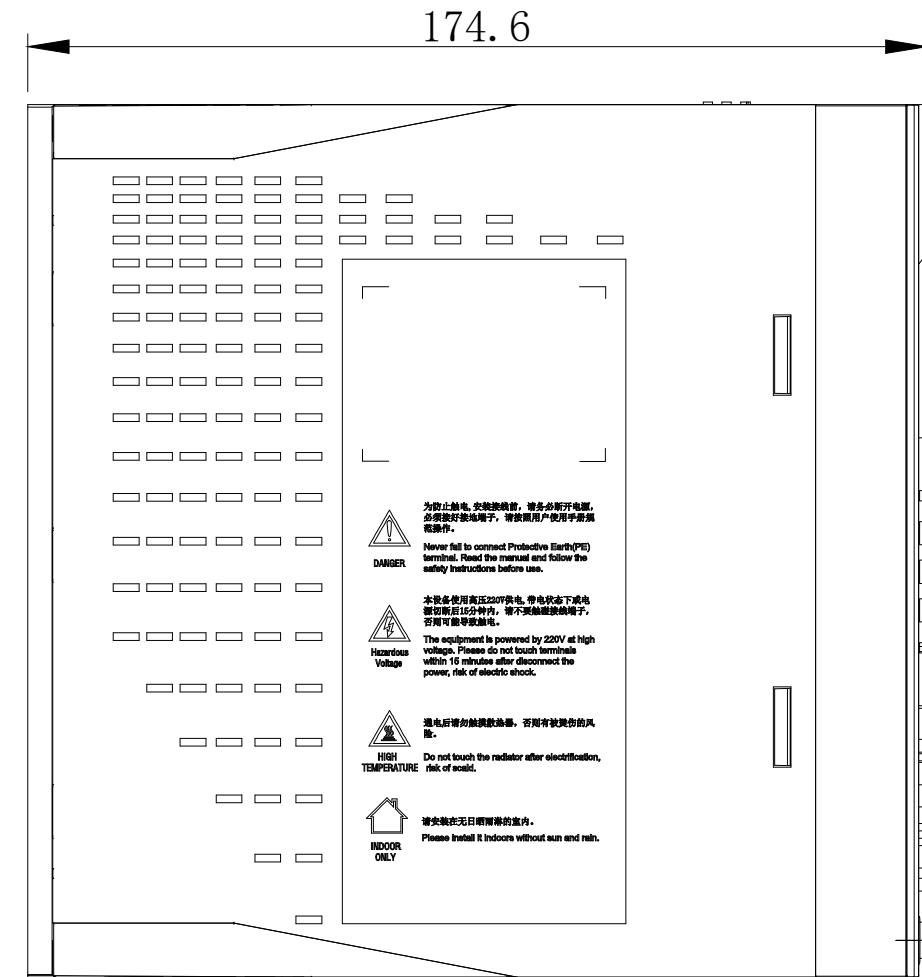 174.6
为防止触电,安装接线前，请务必断开电源，
必须接好接地端子，请按照用户使用手册规
范操作。
DANGER
Never fail to connect Protective Earth(PE)
terminal. Read the manual and follow the
safety instructions before use.
本设备使用高压220V供电,带电状态下或电
源切断后15分钟内，请不要触碰接线端子，
否则可能导致触电。
Hazardous
Voltage
The equipment is powered by 220V at high
voltage. Please do not touch terminals
within 15 minutes after disconnect the
power, risk of electric shock.
通电后请勿触摸散热器，否则有被烫伤的风
险。
HIGH
TEMPERATURE
Do not touch the radiator after electrification,
risk of scald.
请安装在无日晒雨淋的室内。
Please install it indoors without sun and rain.
INDOOR
ONLY